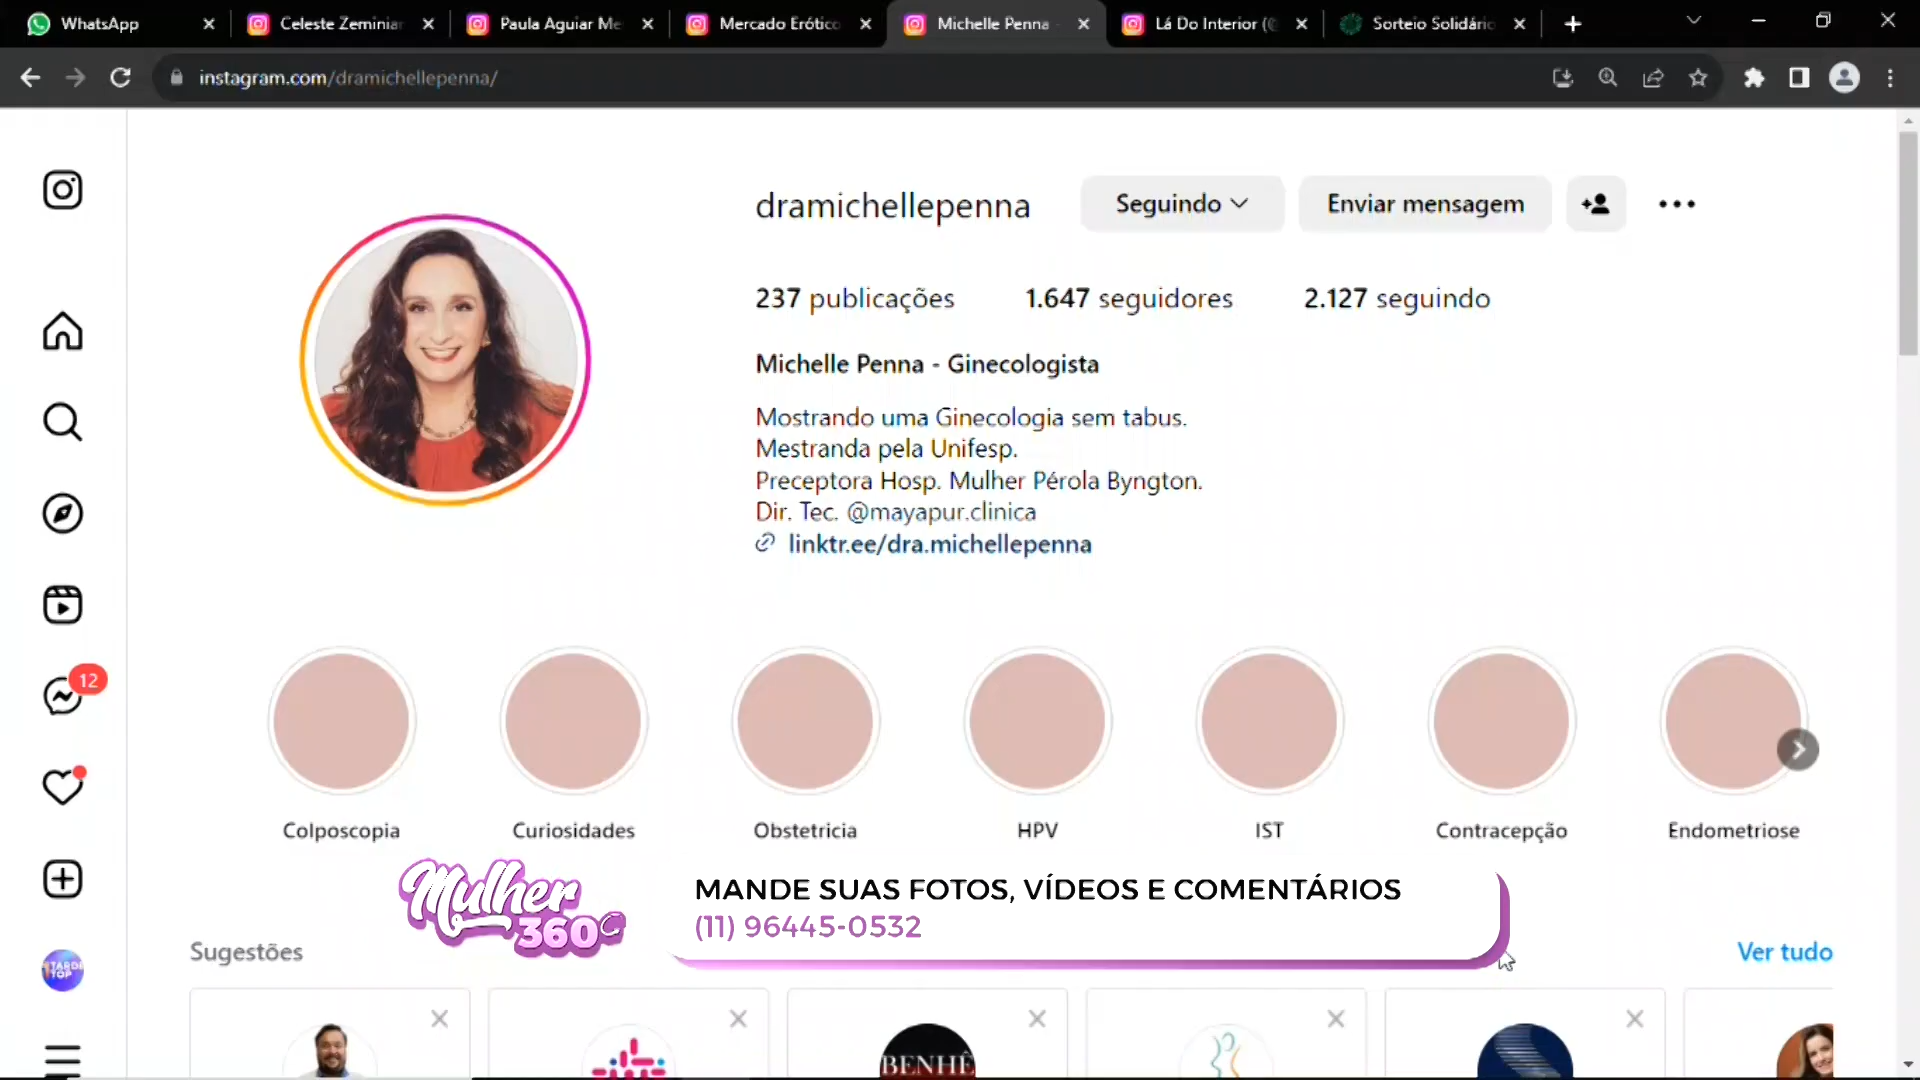 WhatsApp
Celeste Zeminiar
Paula Aguiar Me
Mercado Erótico
Michelle Penna -
Lá Do Interior (@
Sorteio Solidário
instagram.com/dramichellepenna/
dramichellepenna
Seguindo
Enviar mensagem
237 publicações
1.647 seguidores
2.127 seguindo
Michelle Penna - Ginecologista
Mostrando uma Ginecologia sem tabus.
Mestranda pela Unifesp.
Preceptora Hosp. Mulher Pérola Byngton.
Dir. Tec. @mayapur.clinica
linktr.ee/dra.michellepenna
12
Colposcopia
Curiosidades
Obstetricia
HPV
IST
Contracepção
Endometriose
Mulher
360
MANDE SUAS FOTOS, VÍDEOS E COMENTÁRIOS
(11) 96445-0532
Sugestões
Ver tudo
TARDE
TOP
BENHÊ